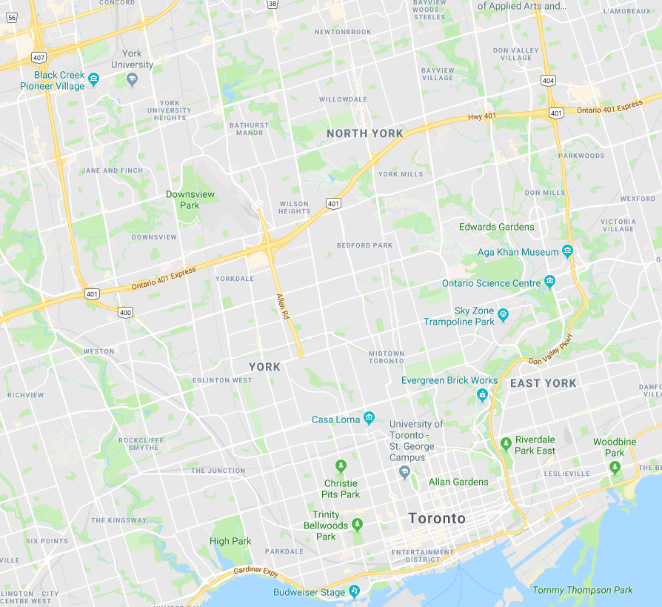 CONCORD
38
BAYVIEW
WOODS
STEELES
of Applied Arts and...
L'AMOREAUX
56
NEWTONBROOK
407
York
University
Black Creek
Pioneer Village
DON VALLEY
VILLAGE
BAYVIEW
VILLAGE
404
YORK
UNIVERSITY
HEIGHTS
WILLOWDALE
Hwy 401
401
Ontario 401 Express
BATHURST
MANOR
NORTH YORK
PARKWOODS
JANE AND FINCH
YORK MILLS
Downsview
Park
DON MILLS
WEXFORD
WILSON
HEIGHTS
401
VICTORIA
VILLAGE
Edwards Gardens
DOWNSVIEW
BEDFORD PARK
Aga Khan Museum
Ontario 401 Express
YORKDALE
Ontario Science Centre
401
400
Allen Rd
Sky Zone
Trampoline Park
WESTON
MIDTOWN
TORONTO
Don Valley Pkwy
YORK
EGLINTON WEST
Evergreen Brick Works
EAST YORK
RICHVIEW
Casa Loma
University of
Toronto -
St. George
Campus
ROCKCLIFFE
SMYTHE
Riverdale
Park East
Woodbine
Park
THE JUNCTION
Christie
Pits Park
Allan Gardens
LESLIEVILLE
THE KINGSWAY
Trinity
Bellwoods
Park
Toronto
SIX POINTS
High Park
PARKDALE
ENTERTAINMENT
DISTRICT
Gardiner Expy
Budweiser Stage
Tommy Thompson Park